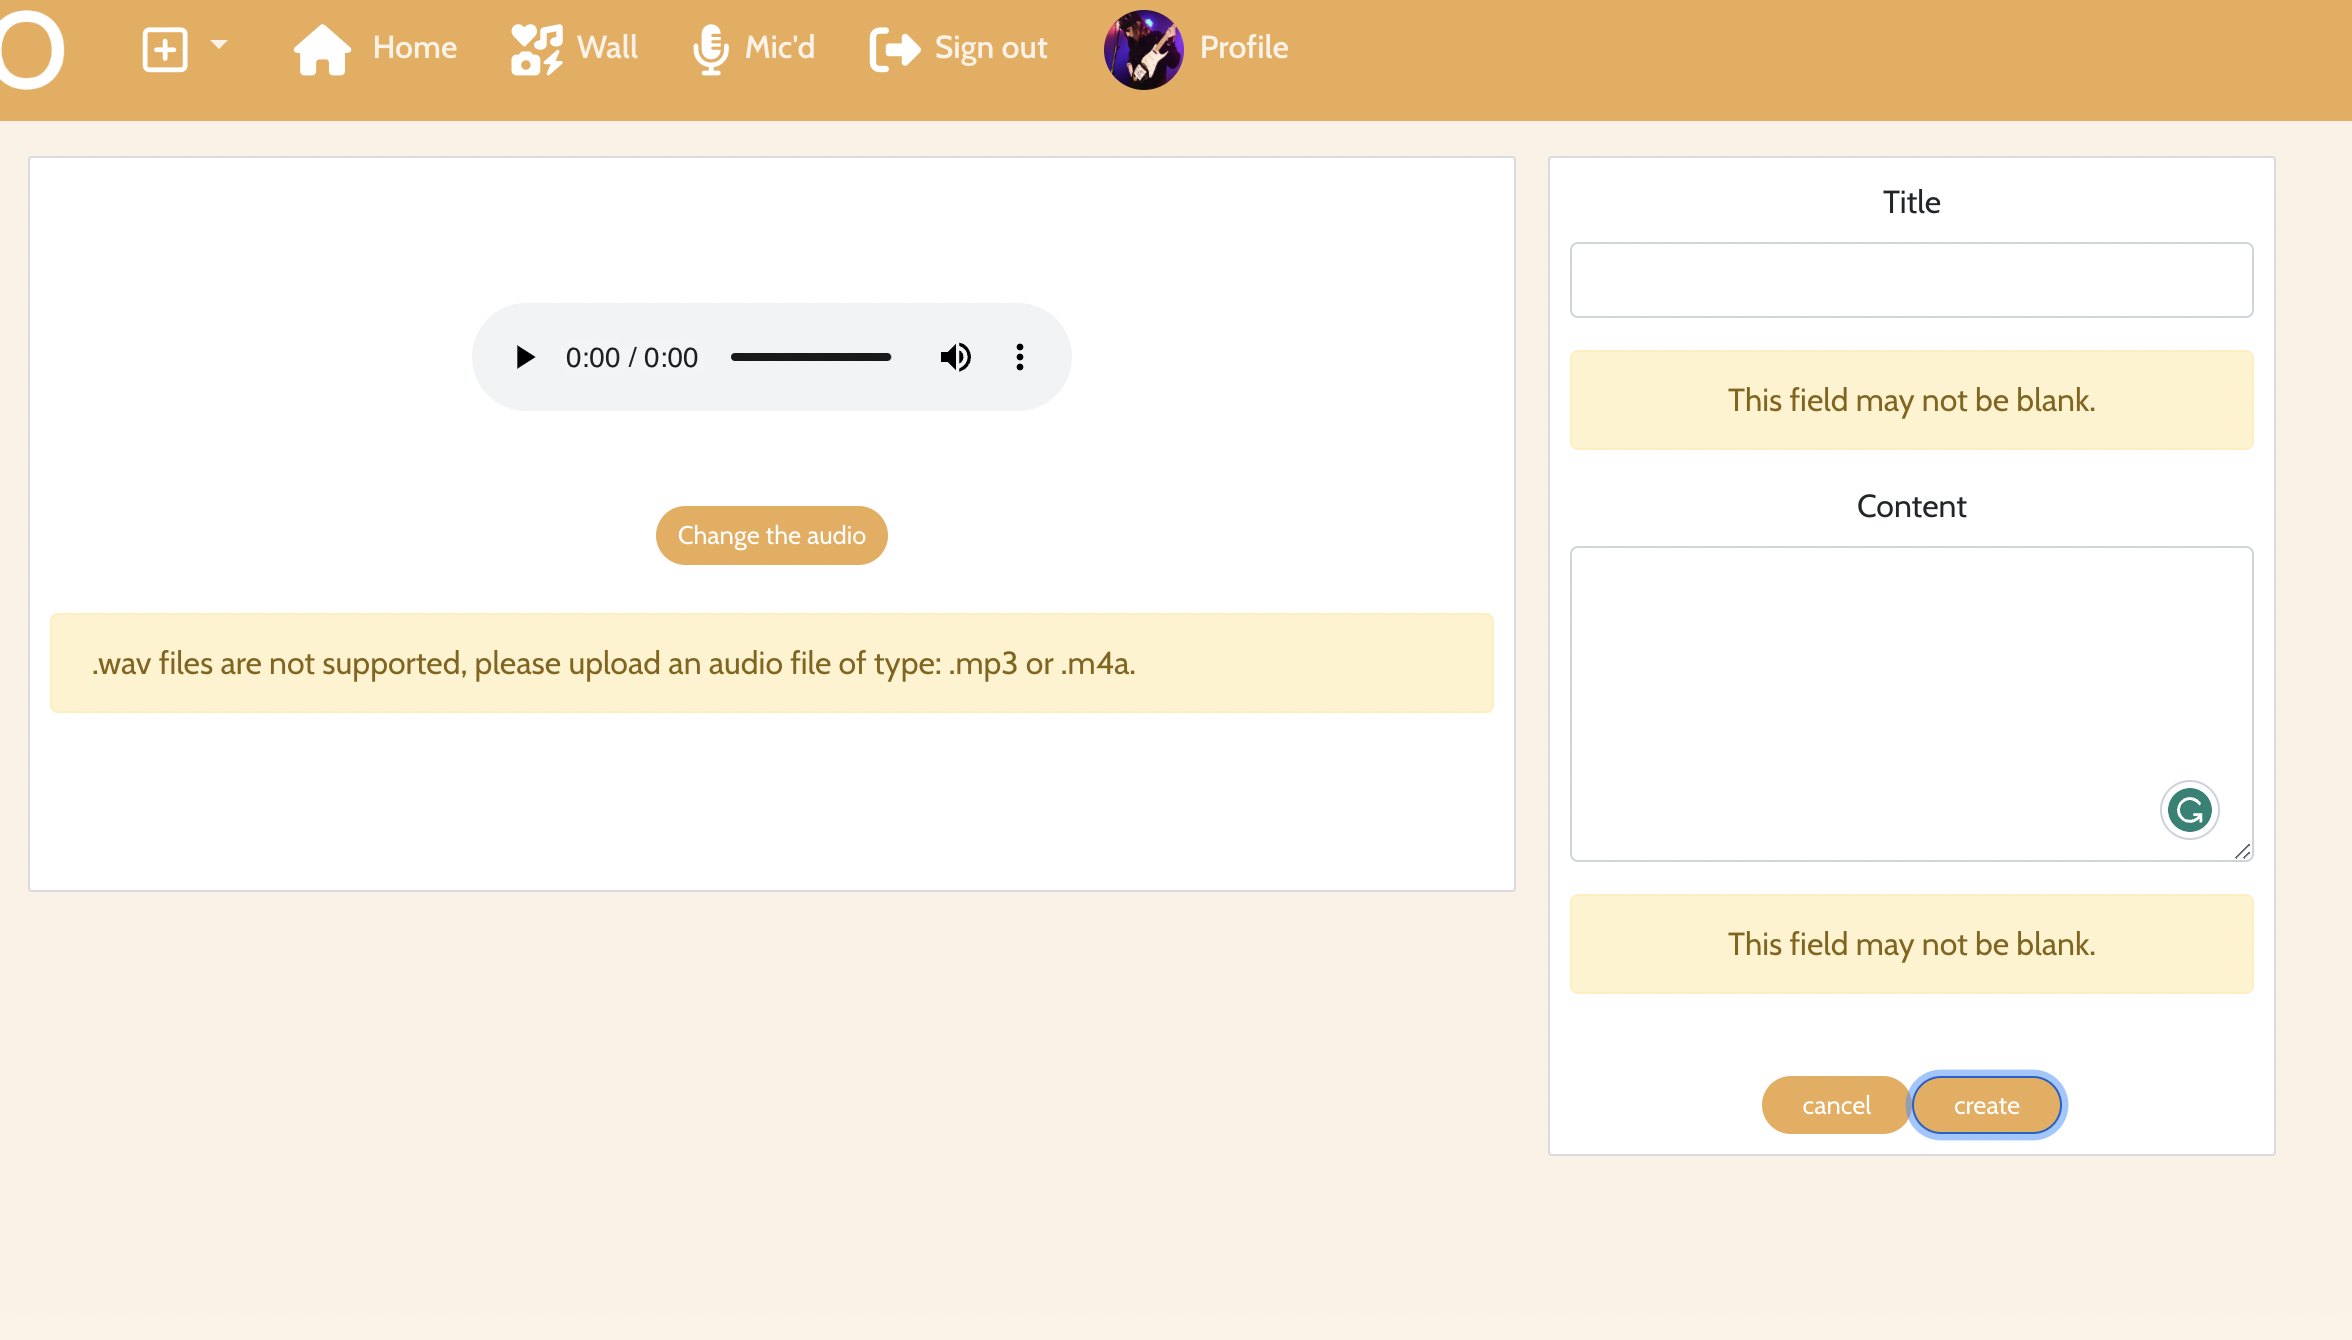 O
Home
Wall
Mic'd
Sign out
Profile
0:00 / 0:00
Change the audio
.wav files are not supported, please upload an audio file of type: .mp3 or .m4a.
Title
This field may not be blank.
Content
G
This field may not be blank.
cancel
create